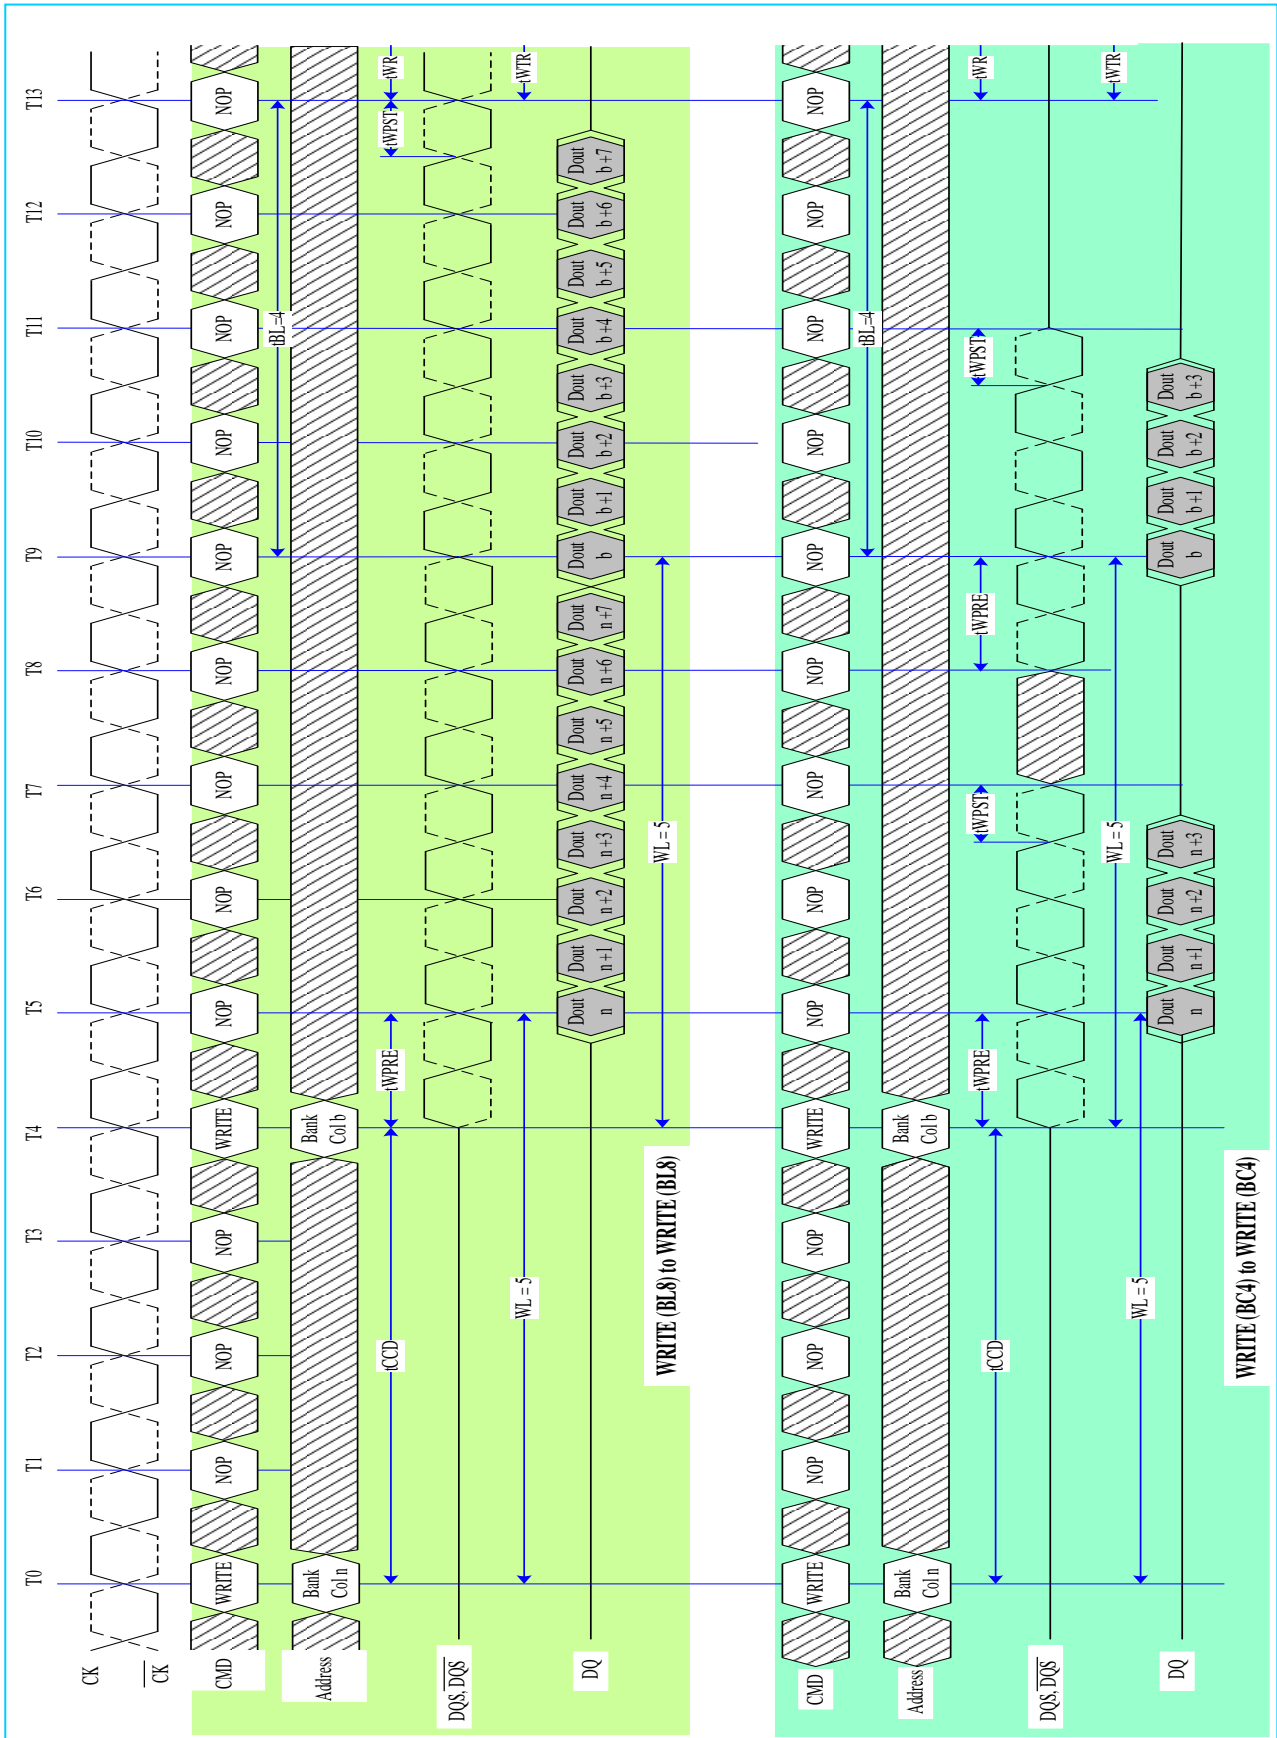 T0 T1 T2 T3 T4 T5 T6 T7 T8 T9 T10 T11 T12 T13
CK
CK
CMD WRITE NOP NOP NOP WRITE NOP NOP NOP NOP NOP NOP NOP NOP NOP
tBL=4
Bank Bank
Address
Col n Col b
tCCD tWPRE tWPST tWR
DQS, DQS
WL = 5 tWTR
Dout Dout Dout Dout Dout Dout Dout Dout Dout Dout Dout Dout Dout Dout Dout Dout
DQ
n n+1 n+2 n+3 n+4 n+5 n+6 n+7 b b+1 b+2 b+3 b+4 b+5 b+6 b+7
WRITE (BL8) to WRITE (BL8) WL = 5
CMD WRITE NOP NOP NOP WRITE NOP NOP NOP NOP NOP NOP NOP NOP NOP
tBL=4
Bank Bank
Address
Col n Col b
tCCD tWPRE tWPST tWPRE tWPST tWR
DQS, DQS
WL = 5 tWTR
WL = 5
Dout Dout Dout Dout Dout Dout Dout Dout
DQ
n n+1 n+2 n+3 b b+1 b+2 b+3
WRITE (BC4) to WRITE (BC4)